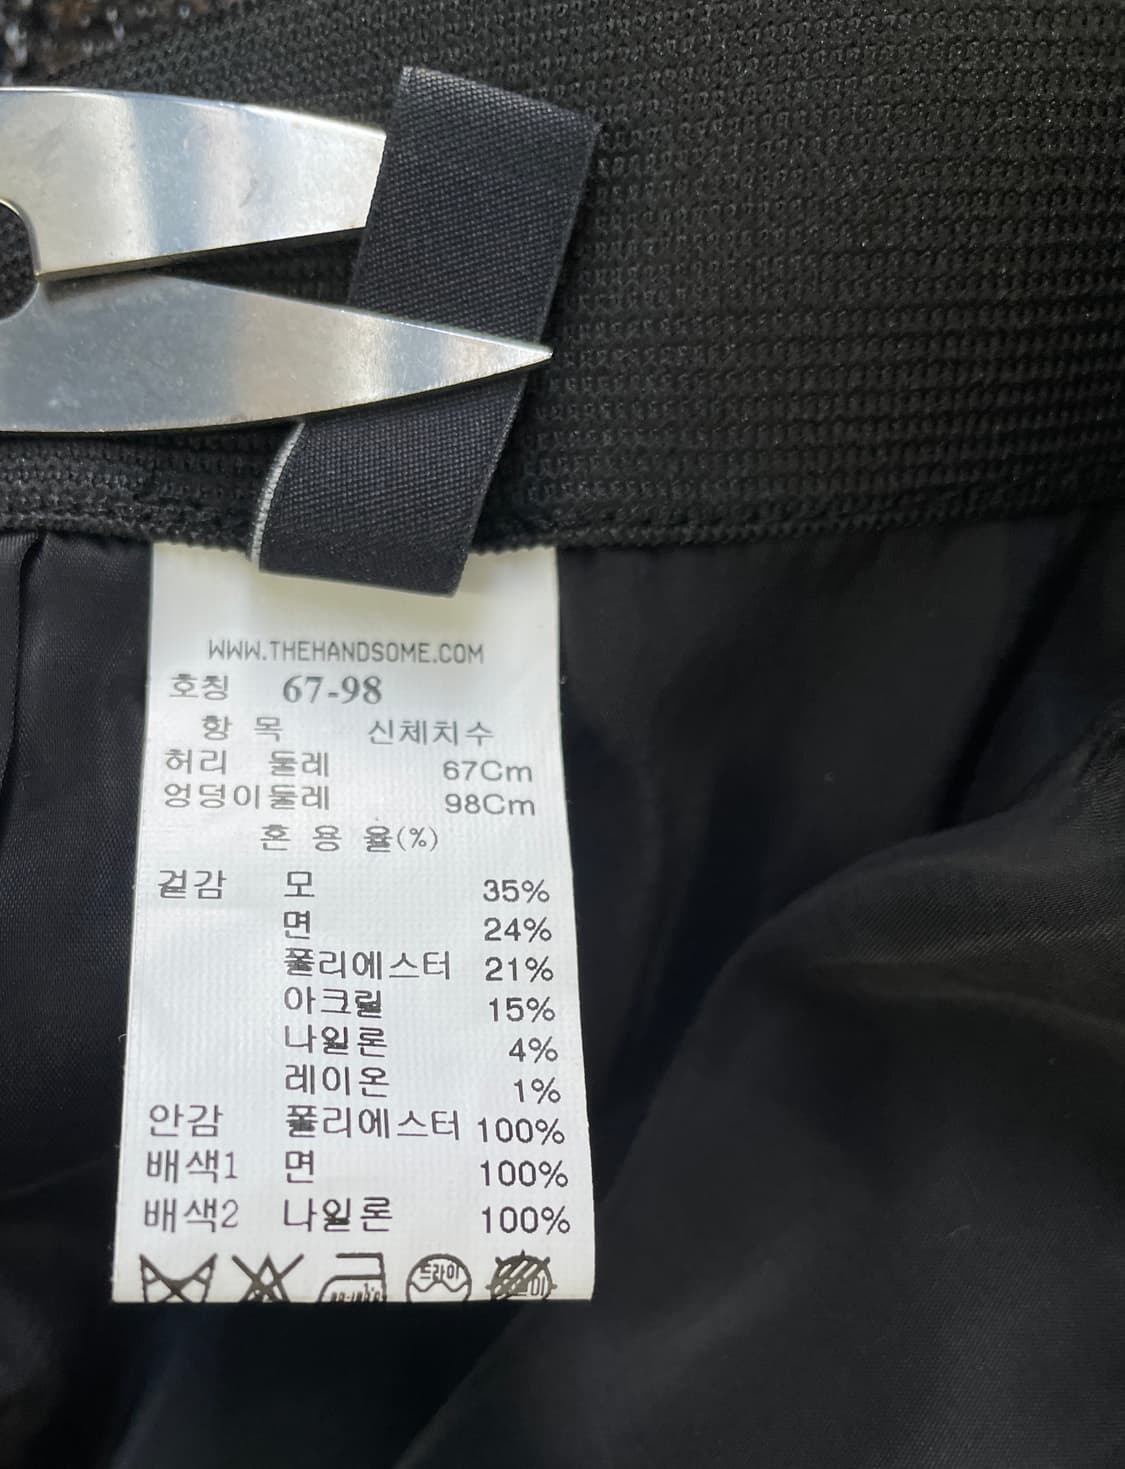 WWW.THEHANDSOME.COM
호칭 67-98
항 목 신체치수
허리 둘레 67Cm
엉덩이둘레 98Cm
혼 용 율(%)
겉감 모 35%
면 24%
폴리에스터 21%
아크릴 15%
나일론 4%
레이온 1%
안감 폴리에스터 100%
배색1 면 100%
배색2 나일론 100%
드라이